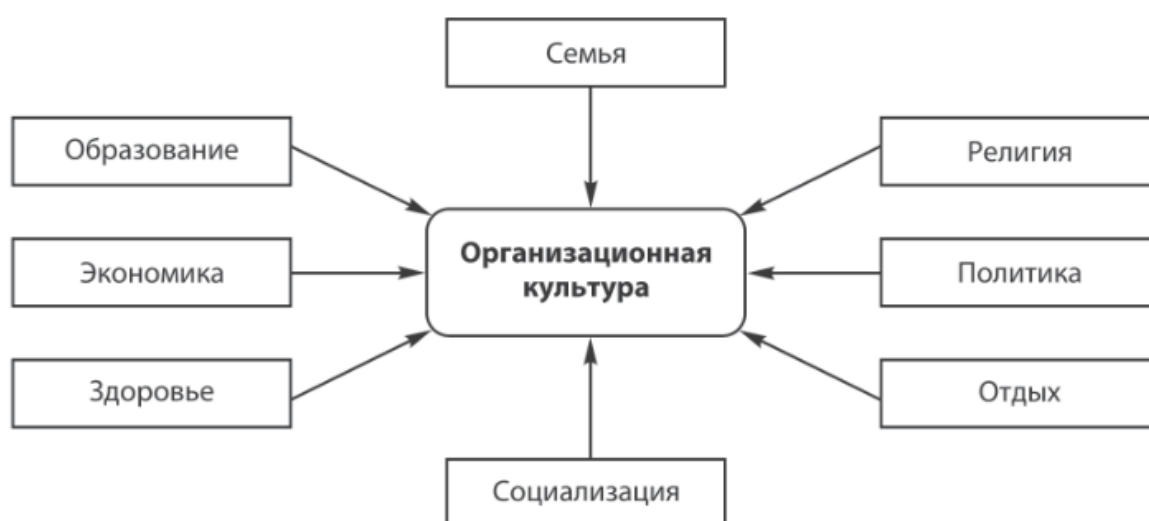 Семья
Образование
Религия
Организационная
культура
Экономика
Политика
Здоровье
Отдых
Социализация